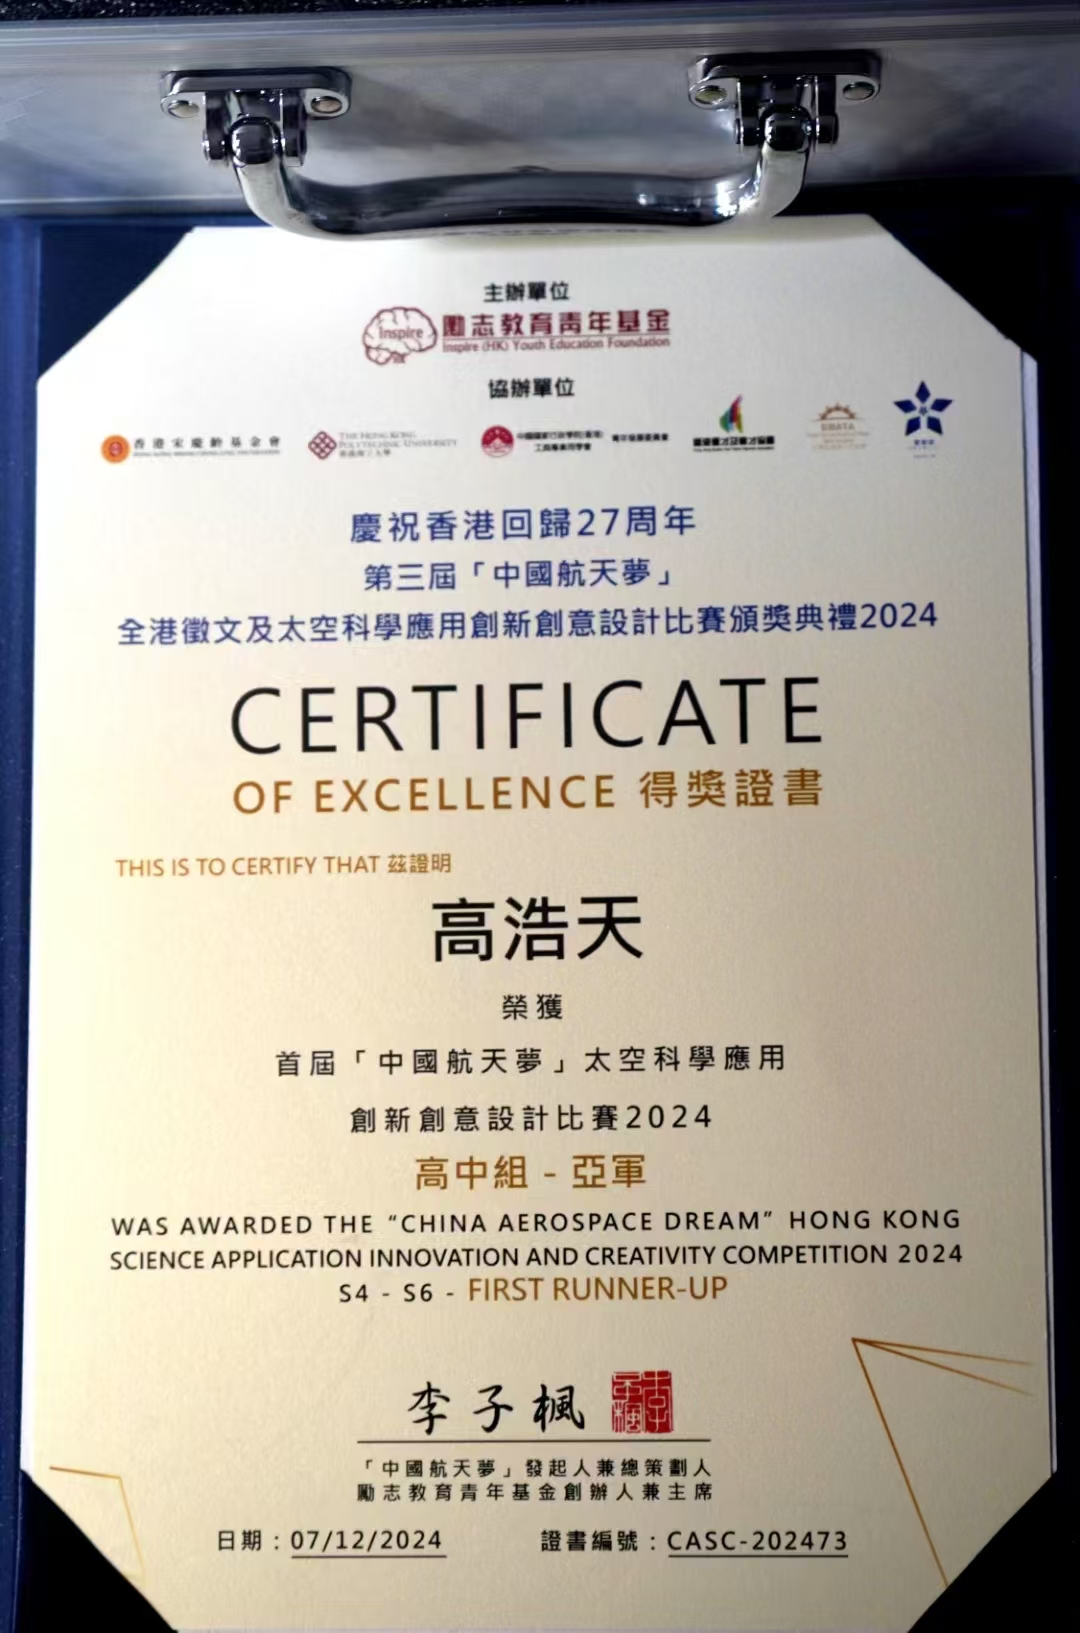 主辦單位
Inspire
勵志教育青年基金
Inspire (HK) Youth Education Foundation
協辦單位
香港宋慶齡基金會
THE HONG KONG
POLYTECHNIC UNIVERSITY
香港理工大學
慶祝香港回歸27周年
第三屆「中國航天夢」
全港徵文及太空科學應用創新創意設計比賽頒獎典禮2024
CERTIFICATE
OF EXCELLENCE 得獎證書
THIS IS TO CERTIFY THAT 茲證明
高浩天
榮獲
首屆「中國航天夢」太空科學應用
創新創意設計比賽2024
高中組 - 亞軍
WAS AWARDED THE “CHINA AEROSPACE DREAM” HONG KONG
SCIENCE APPLICATION INNOVATION AND CREATIVITY COMPETITION 2024
S4 - S6 - FIRST RUNNER-UP
李子楓
「中國航天夢」發起人兼總策劃人
勵志教育青年基金創辦人兼主席
日期：07/12/2024
證書編號：CASC-202473